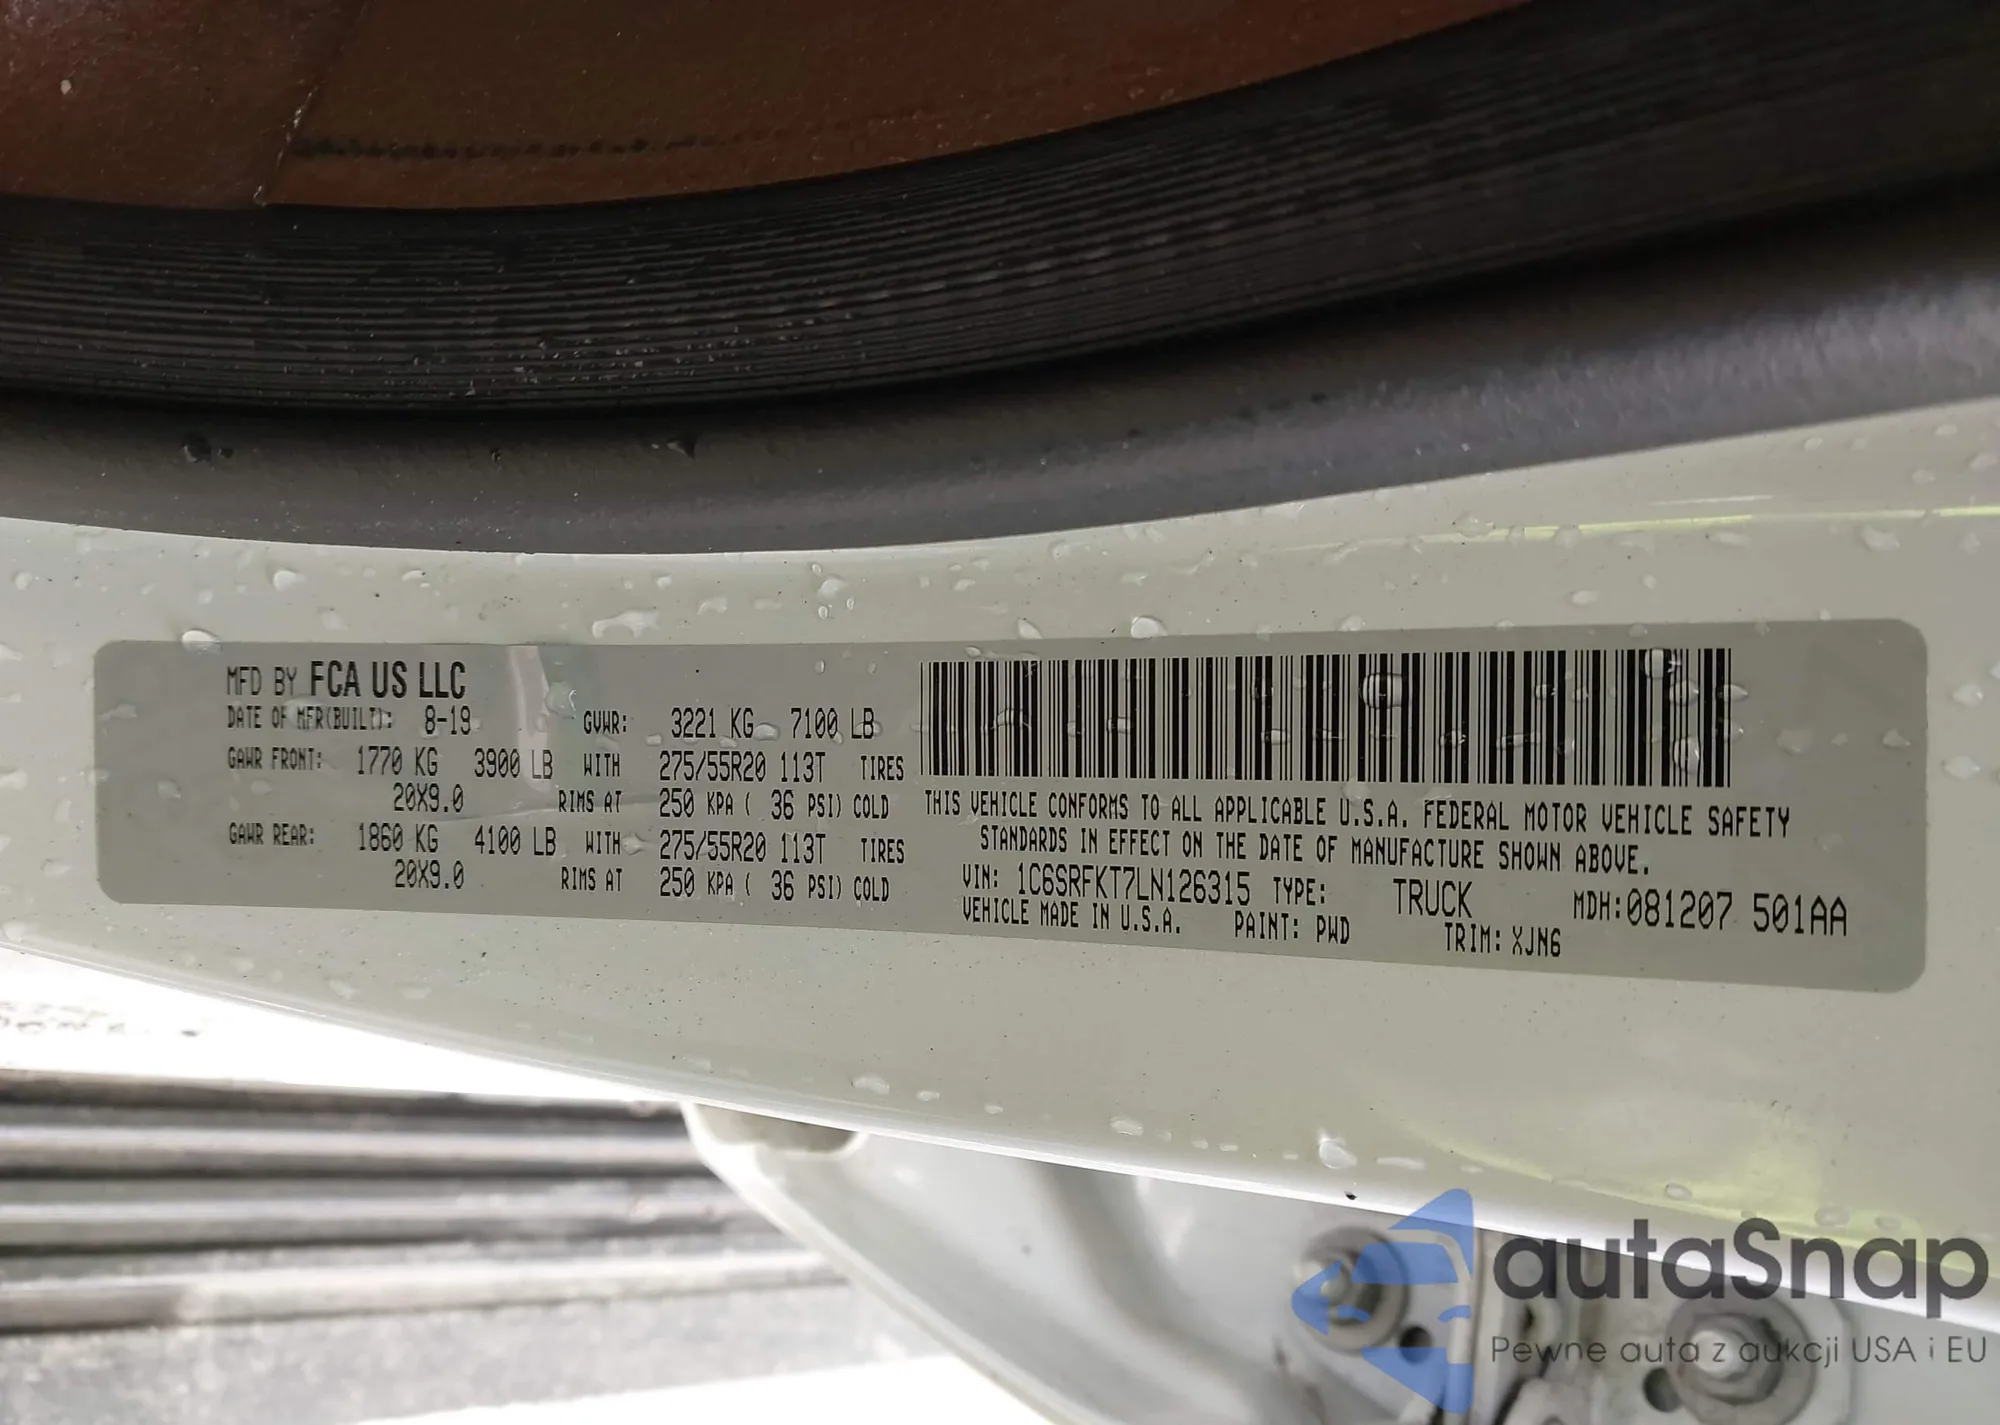 MFD BY FCA US LLC
DATE OF MFR(BUILT): 8-19 GVWR: 3221 KG 7100 LB
GAWR FRONT: 1770 KG 3900 LB WITH 275/55R20 113T TIRES
20X9.0 RIMS AT 250 KPA ( 36 PSI) COLD
GAWR REAR: 1860 KG 4100 LB WITH 275/55R20 113T TIRES
20X9.0 RIMS AT 250 KPA ( 36 PSI) COLD
THIS VEHICLE CONFORMS TO ALL APPLICABLE U.S.A. FEDERAL MOTOR VEHICLE SAFETY
STANDARDS IN EFFECT ON THE DATE OF MANUFACTURE SHOWN ABOVE.
VIN: 1C6SRFKT7LN126315 TYPE: TRUCK MDH:081207 501AA
VEHICLE MADE IN U.S.A. PAINT: PWD TRIM: XJN6
autaSnap
Pewne auta z aukcji USA i EU